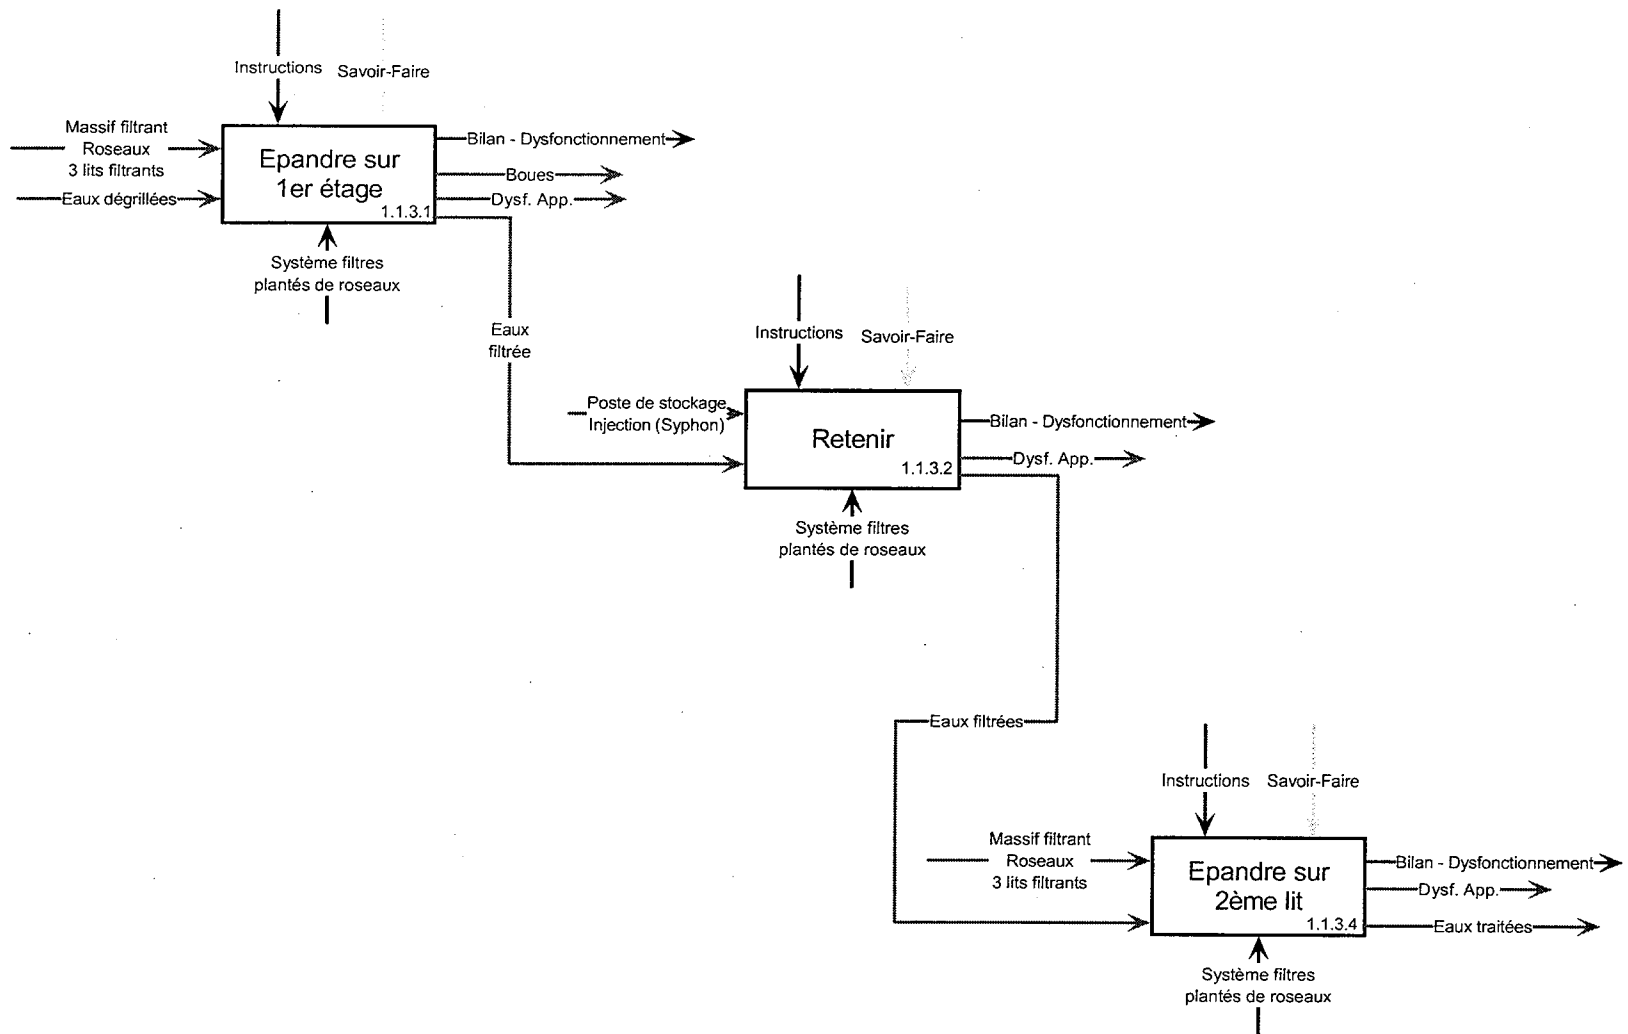 Instructions
Savoir-Faire
Massif filtrant
Roseaux
3 lits filtrants
Eaux dégrillées
Epandre sur
1er étage
1.1.3.1
Bilan - Dysfonctionnement
Boues
Dysf. App.
Système filtres
plantés de roseaux
Eaux
filtrée
Instructions
Savoir-Faire
Poste de stockage
Injection (Syphon)
Retenir
1.1.3.2
Bilan - Dysfonctionnement
Dysf. App.
Système filtres
plantés de roseaux
Eaux filtrées
Instructions
Savoir-Faire
Massif filtrant
Roseaux
3 lits filtrants
Epandre sur
2ème lit
1.1.3.4
Bilan - Dysfonctionnement
Dysf. App.
Eaux traitées
Système filtres
plantés de roseaux